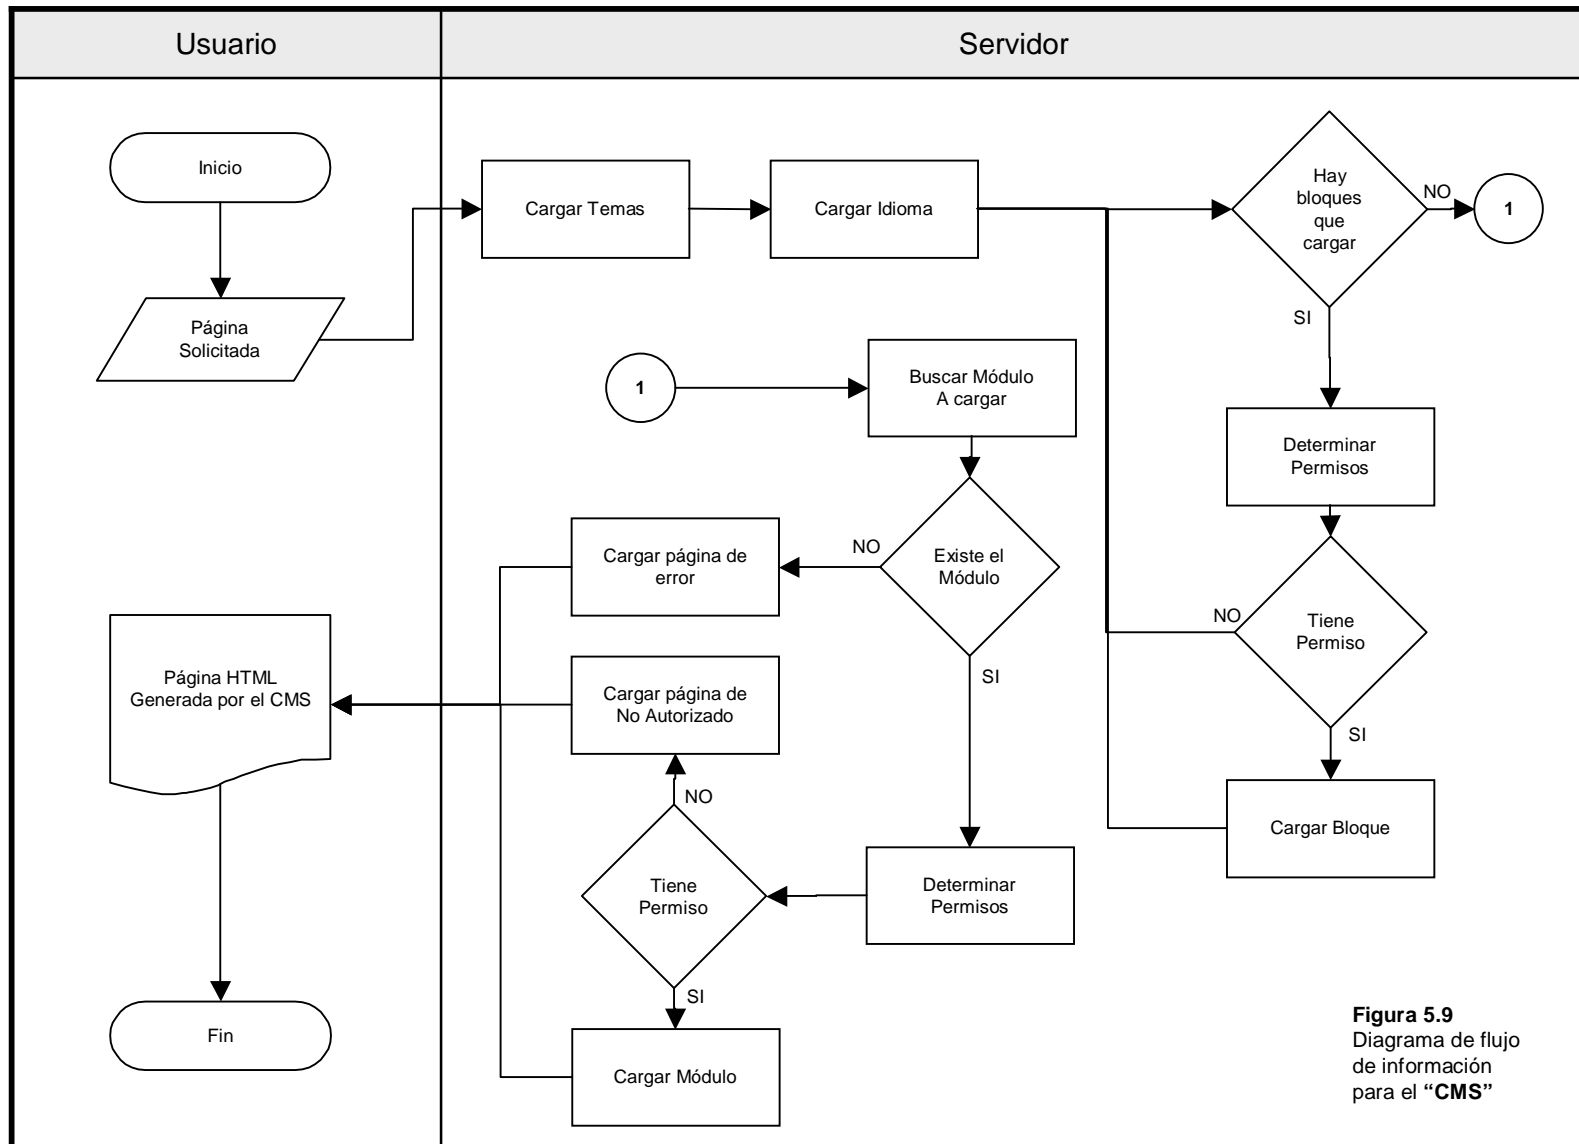 Usuario
Servidor
Inicio
Cargar Temas
Cargar Idioma
Hay
bloques
que
cargar
NO
1
SI
Página
Solicitada
1
Buscar Módulo
A cargar
Determinar
Permisos
Existe el
Módulo
NO
SI
Cargar página de
error
Tiene
Permiso
NO
SI
Página HTML
Generada por el CMS
Cargar página de
No Autorizado
NO
Cargar Bloque
Tiene
Permiso
Determinar
Permisos
SI
Fin
Cargar Módulo
Figura 5.9
Diagrama de flujo
de información
para el “CMS”